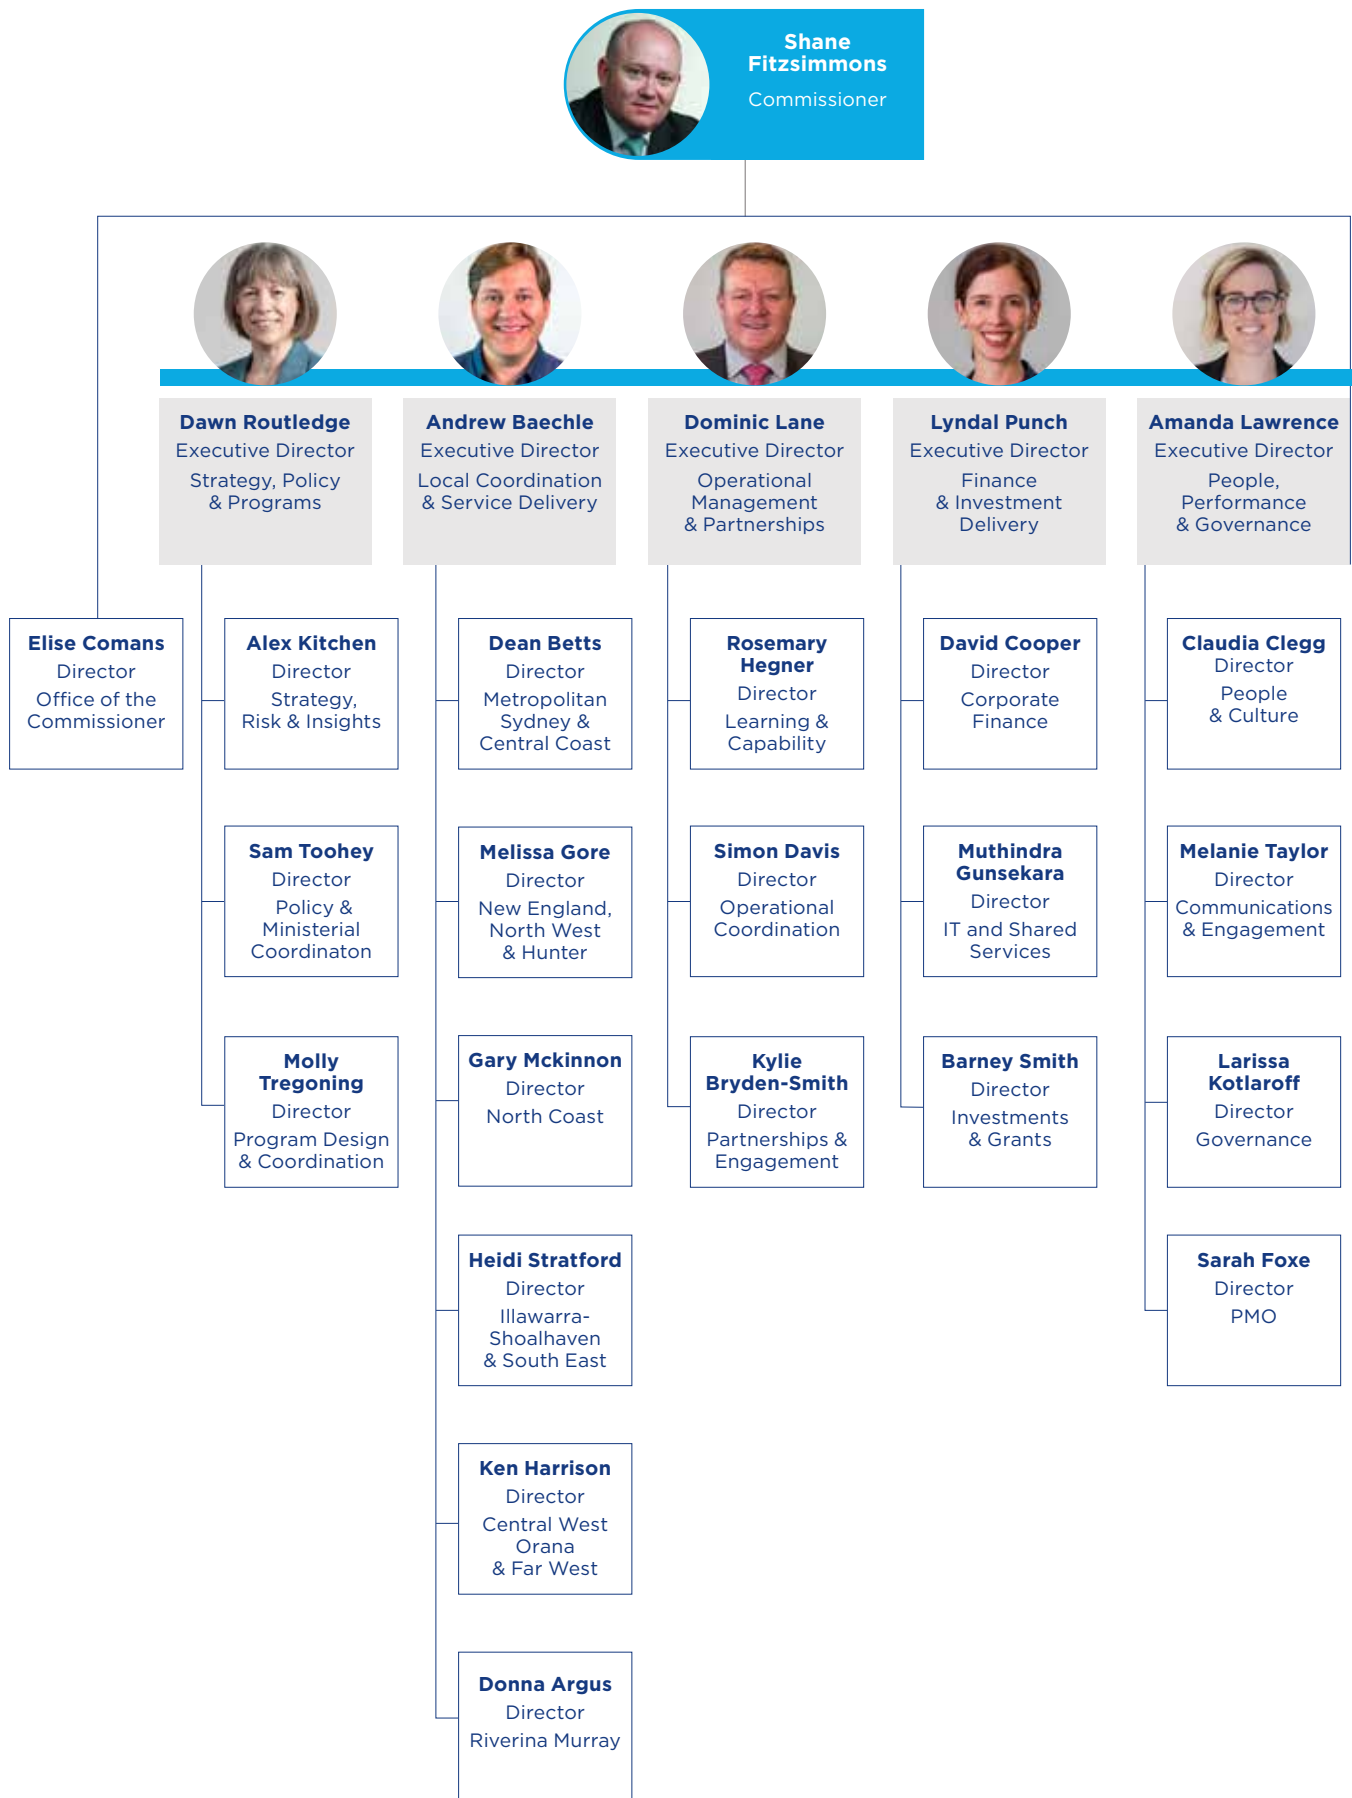 Shane
Fitzsimmons
Commissioner
Dawn Routledge
Executive Director
Strategy, Policy
& Programs
Andrew Baechle
Executive Director
Local Coordination
& Service Delivery
Dominic Lane
Executive Director
Operational
Management
& Partnerships
Lyndal Punch
Executive Director
Finance
& Investment
Delivery
Amanda Lawrence
Executive Director
People,
Performance
& Governance
Elise Comans
Director
Office of the
Commissioner
Alex Kitchen
Director
Strategy,
Risk & Insights
Dean Betts
Director
Metropolitan
Sydney &
Central Coast
Rosemary
Hegner
Director
Learning &
Capability
David Cooper
Director
Corporate
Finance
Claudia Clegg
Director
People
& Culture
Sam Toohey
Director
Policy &
Ministerial
Coordinaton
Melissa Gore
Director
New England,
North West
& Hunter
Simon Davis
Director
Operational
Coordination
Muthindra
Gunsekara
Director
IT and Shared
Services
Melanie Taylor
Director
Communications
& Engagement
Molly
Tregoning
Director
Program Design
& Coordination
Gary Mckinnon
Director
North Coast
Kylie
Bryden-Smith
Director
Partnerships &
Engagement
Barney Smith
Director
Investments
& Grants
Larissa
Kotlaroff
Director
Governance
Heidi Stratford
Director
Illawarra-
Shoalhaven
& South East
Sarah Foxe
Director
PMO
Ken Harrison
Director
Central West
Orana
& Far West
Donna Argus
Director
Riverina Murray